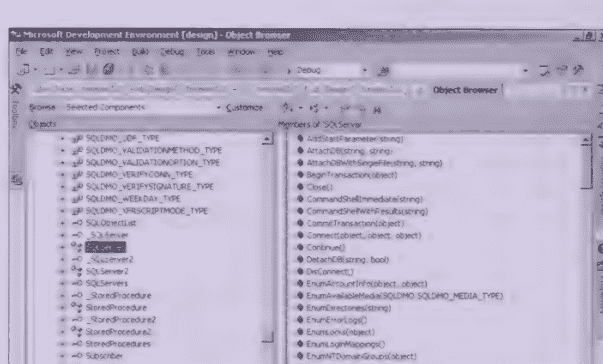 Microsoft Development Environment [design] - Object Browser
File Edit View Project Build Debug Tools Window Help
Debug
Object Browser
Toolbox
Browse: Selected Components Customize
Objects
Members of 'SQLServer'
SQLDMO_UDF_TYPE
SQLDMO_VALIDATIONMETHOD_TYPE
SQLDMO_VALIDATIONOPTION_TYPE
SQLDMO_VERIFYCONN_TYPE
SQLDMO_VERIFYSIGNATURE_TYPE
SQLDMO_WEEKDAY_TYPE
SQLDMO_XFRSCRIPTMODE_TYPE
SQLObjectList
_SQLServer
SQLServer
_SQLServer2
SQLServer2
SQLServers
_StoredProcedure
StoredProcedure
_StoredProcedure2
StoredProcedure2
StoredProcedures
Subscriber
AddStartParameter(string)
AttachDB(string, string)
AttachDBWithSingleFile(string, string)
BeginTransaction(object)
Close()
CommandShellImmediate(string)
CommandShellWithResults(string)
CommitTransaction(object)
Connect(object, object, object)
Continue()
DetachDB(string, bool)
DisConnect()
EnumAccountInfo(object, object)
EnumAvailableMedia(SQLDMO.SQLDMO_MEDIA_TYPE)
EnumDirectories(string)
EnumErrorLogs()
EnumLocks(object)
EnumLoginMappings()
EnumNTDomainGroups(object)